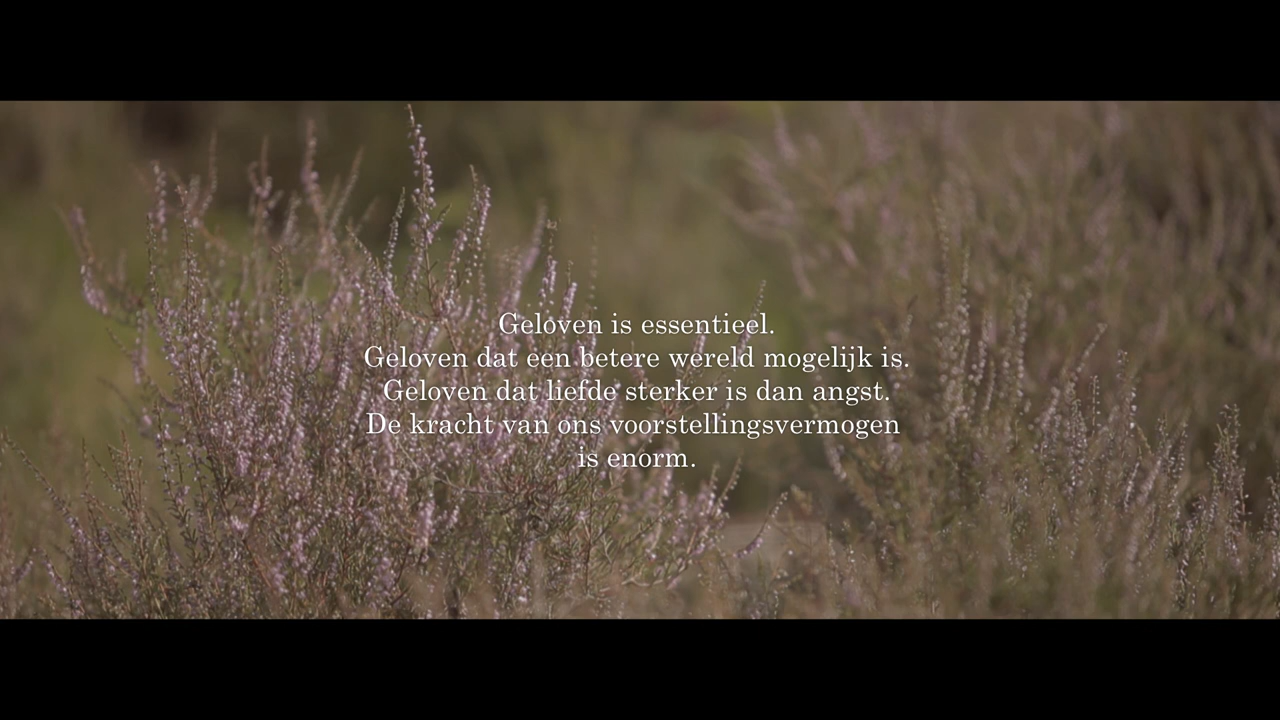 Geloven is essentieel.
Geloven dat een betere wereld mogelijk is.
Geloven dat liefde sterker is dan angst.
De kracht van ons voorstellingsvermogen
is enorm.